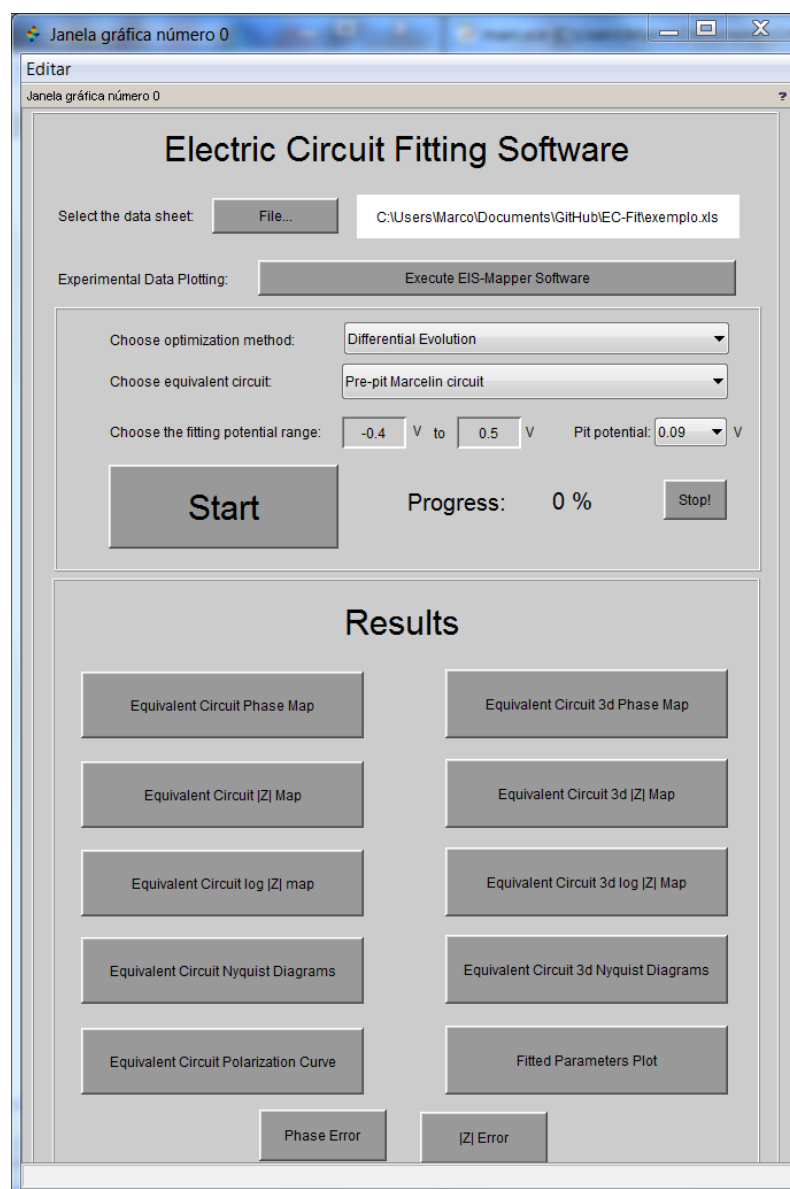 Janela gráfica número 0
Editar
Janela gráfica número 0 ?
Electric Circuit Fitting Software
Select the data sheet: File... C:\Users\Marco\Documents\GitHub\EC-Fit\exemplo.xls
Experimental Data Plotting: Execute EIS-Mapper Software
Choose optimization method: Differential Evolution
Choose equivalent circuit: Pre-pit Marcelin circuit
Choose the fitting potential range: -0.4 V to 0.5 V Pit potential: 0.09 V
Start Progress: 0 % Stop!
Results
Equivalent Circuit Phase Map Equivalent Circuit 3d Phase Map
Equivalent Circuit |Z| Map Equivalent Circuit 3d |Z| Map
Equivalent Circuit log |Z| map Equivalent Circuit 3d log |Z| Map
Equivalent Circuit Nyquist Diagrams Equivalent Circuit 3d Nyquist Diagrams
Equivalent Circuit Polarization Curve Fitted Parameters Plot
Phase Error |Z| Error